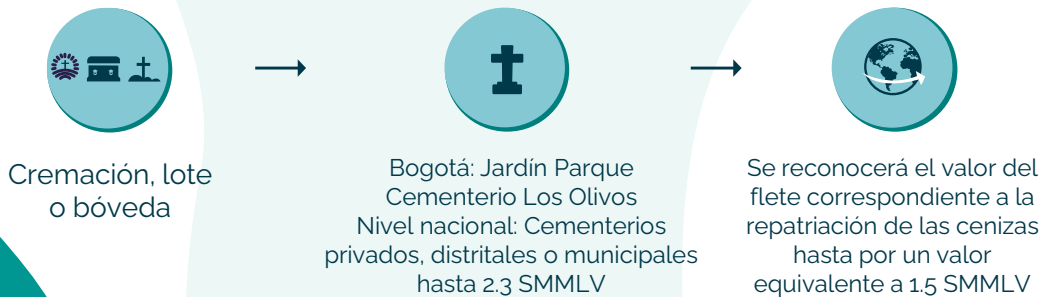 Cremación, lote
o bóveda
Bogotá: Jardín Parque
Cementerio Los Olivos
Nivel nacional: Cementerios
privados, distritales o municipales
hasta 2.3 SMMLV
Se reconocerá el valor del
flete correspondiente a la
repatriación de las cenizas
hasta por un valor
equivalente a 1.5 SMMLV